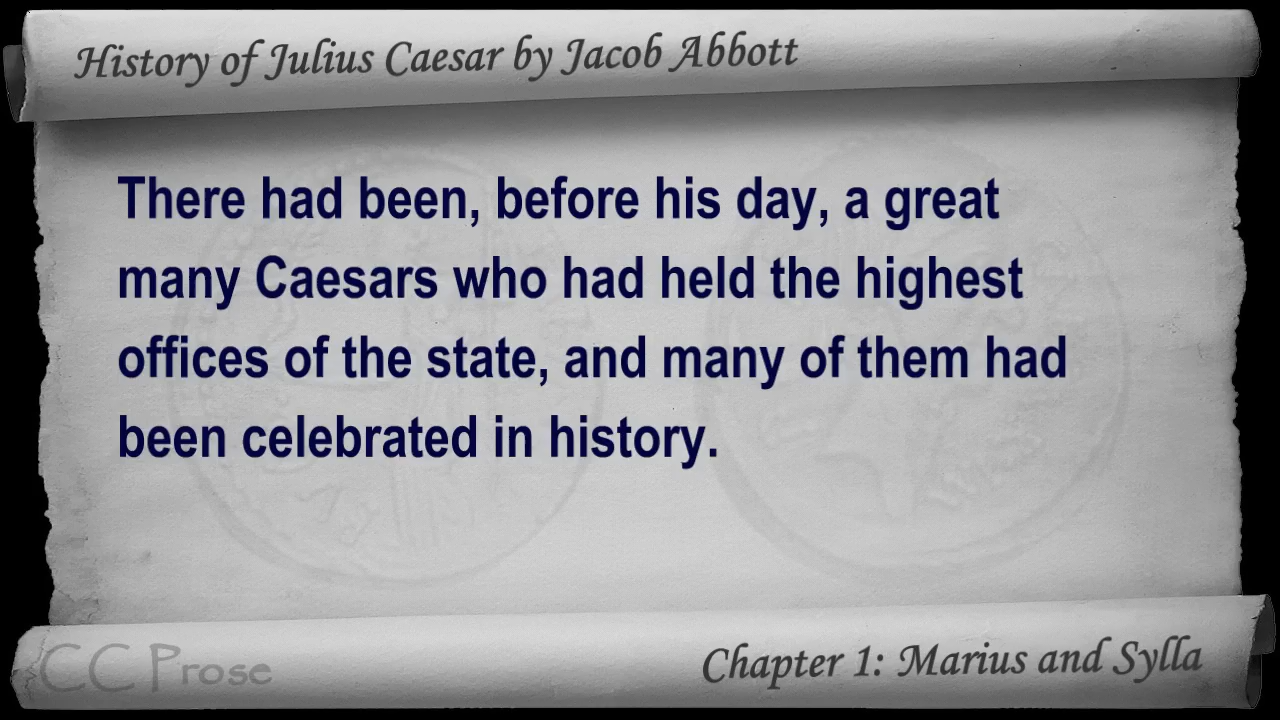 History of Julius Caesar by Jacob Abbott
There had been, before his day, a great
many Caesars who had held the highest
offices of the state, and many of them had
been celebrated in history.
CC Prose
Chapter 1: Marius and Sylla